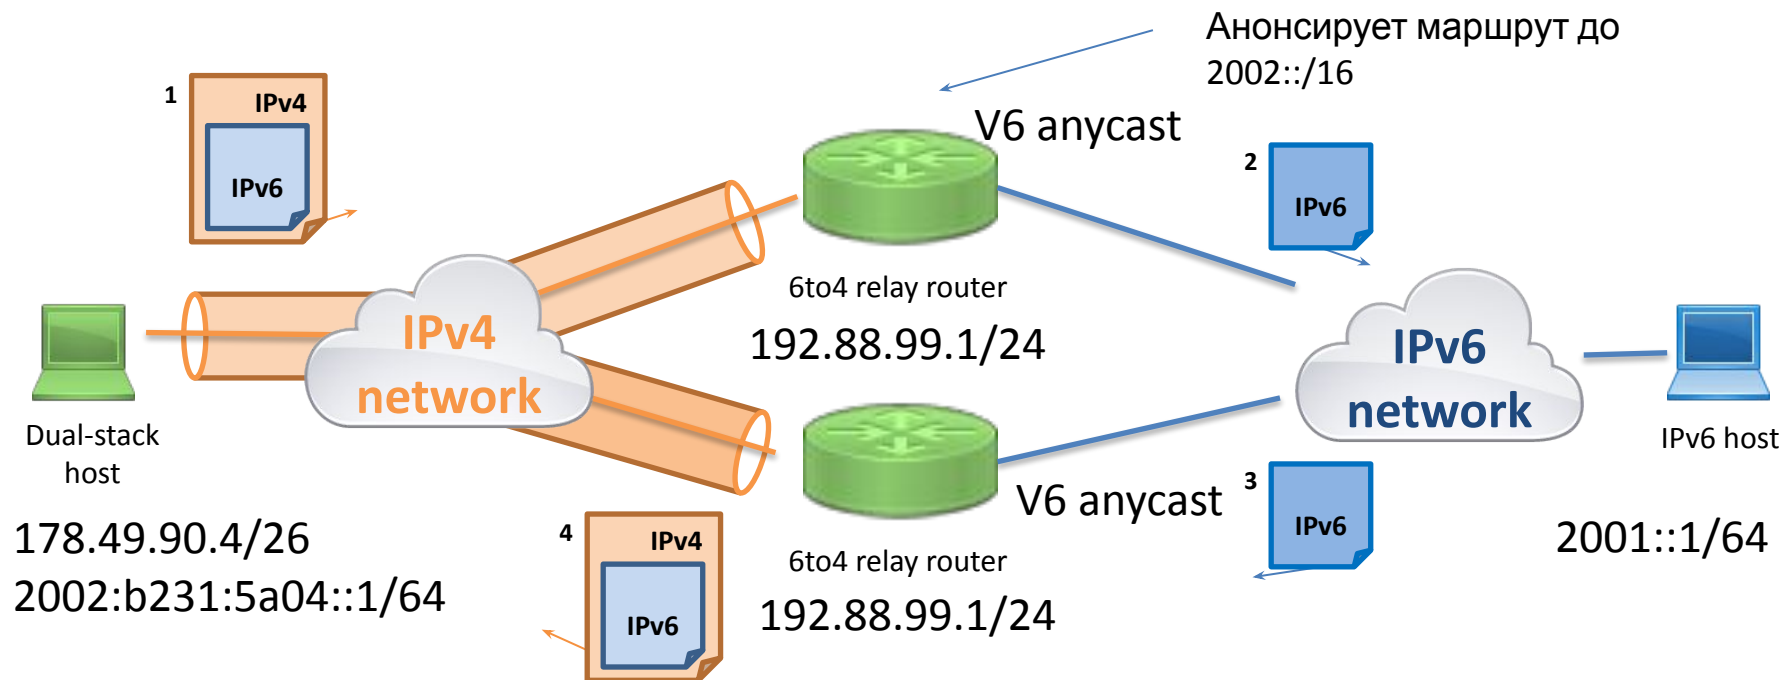 Анонсирует маршрут до
2002::/16
1
IPv4
IPv6
V6 anycast
2
IPv6
6to4 relay router
192.88.99.1/24
IPv4
network
IPv6
network
Dual-stack
host
IPv6 host
178.49.90.4/26
2002:b231:5a04::1/64
4
IPv4
IPv6
V6 anycast
6to4 relay router
192.88.99.1/24
3
IPv6
2001::1/64